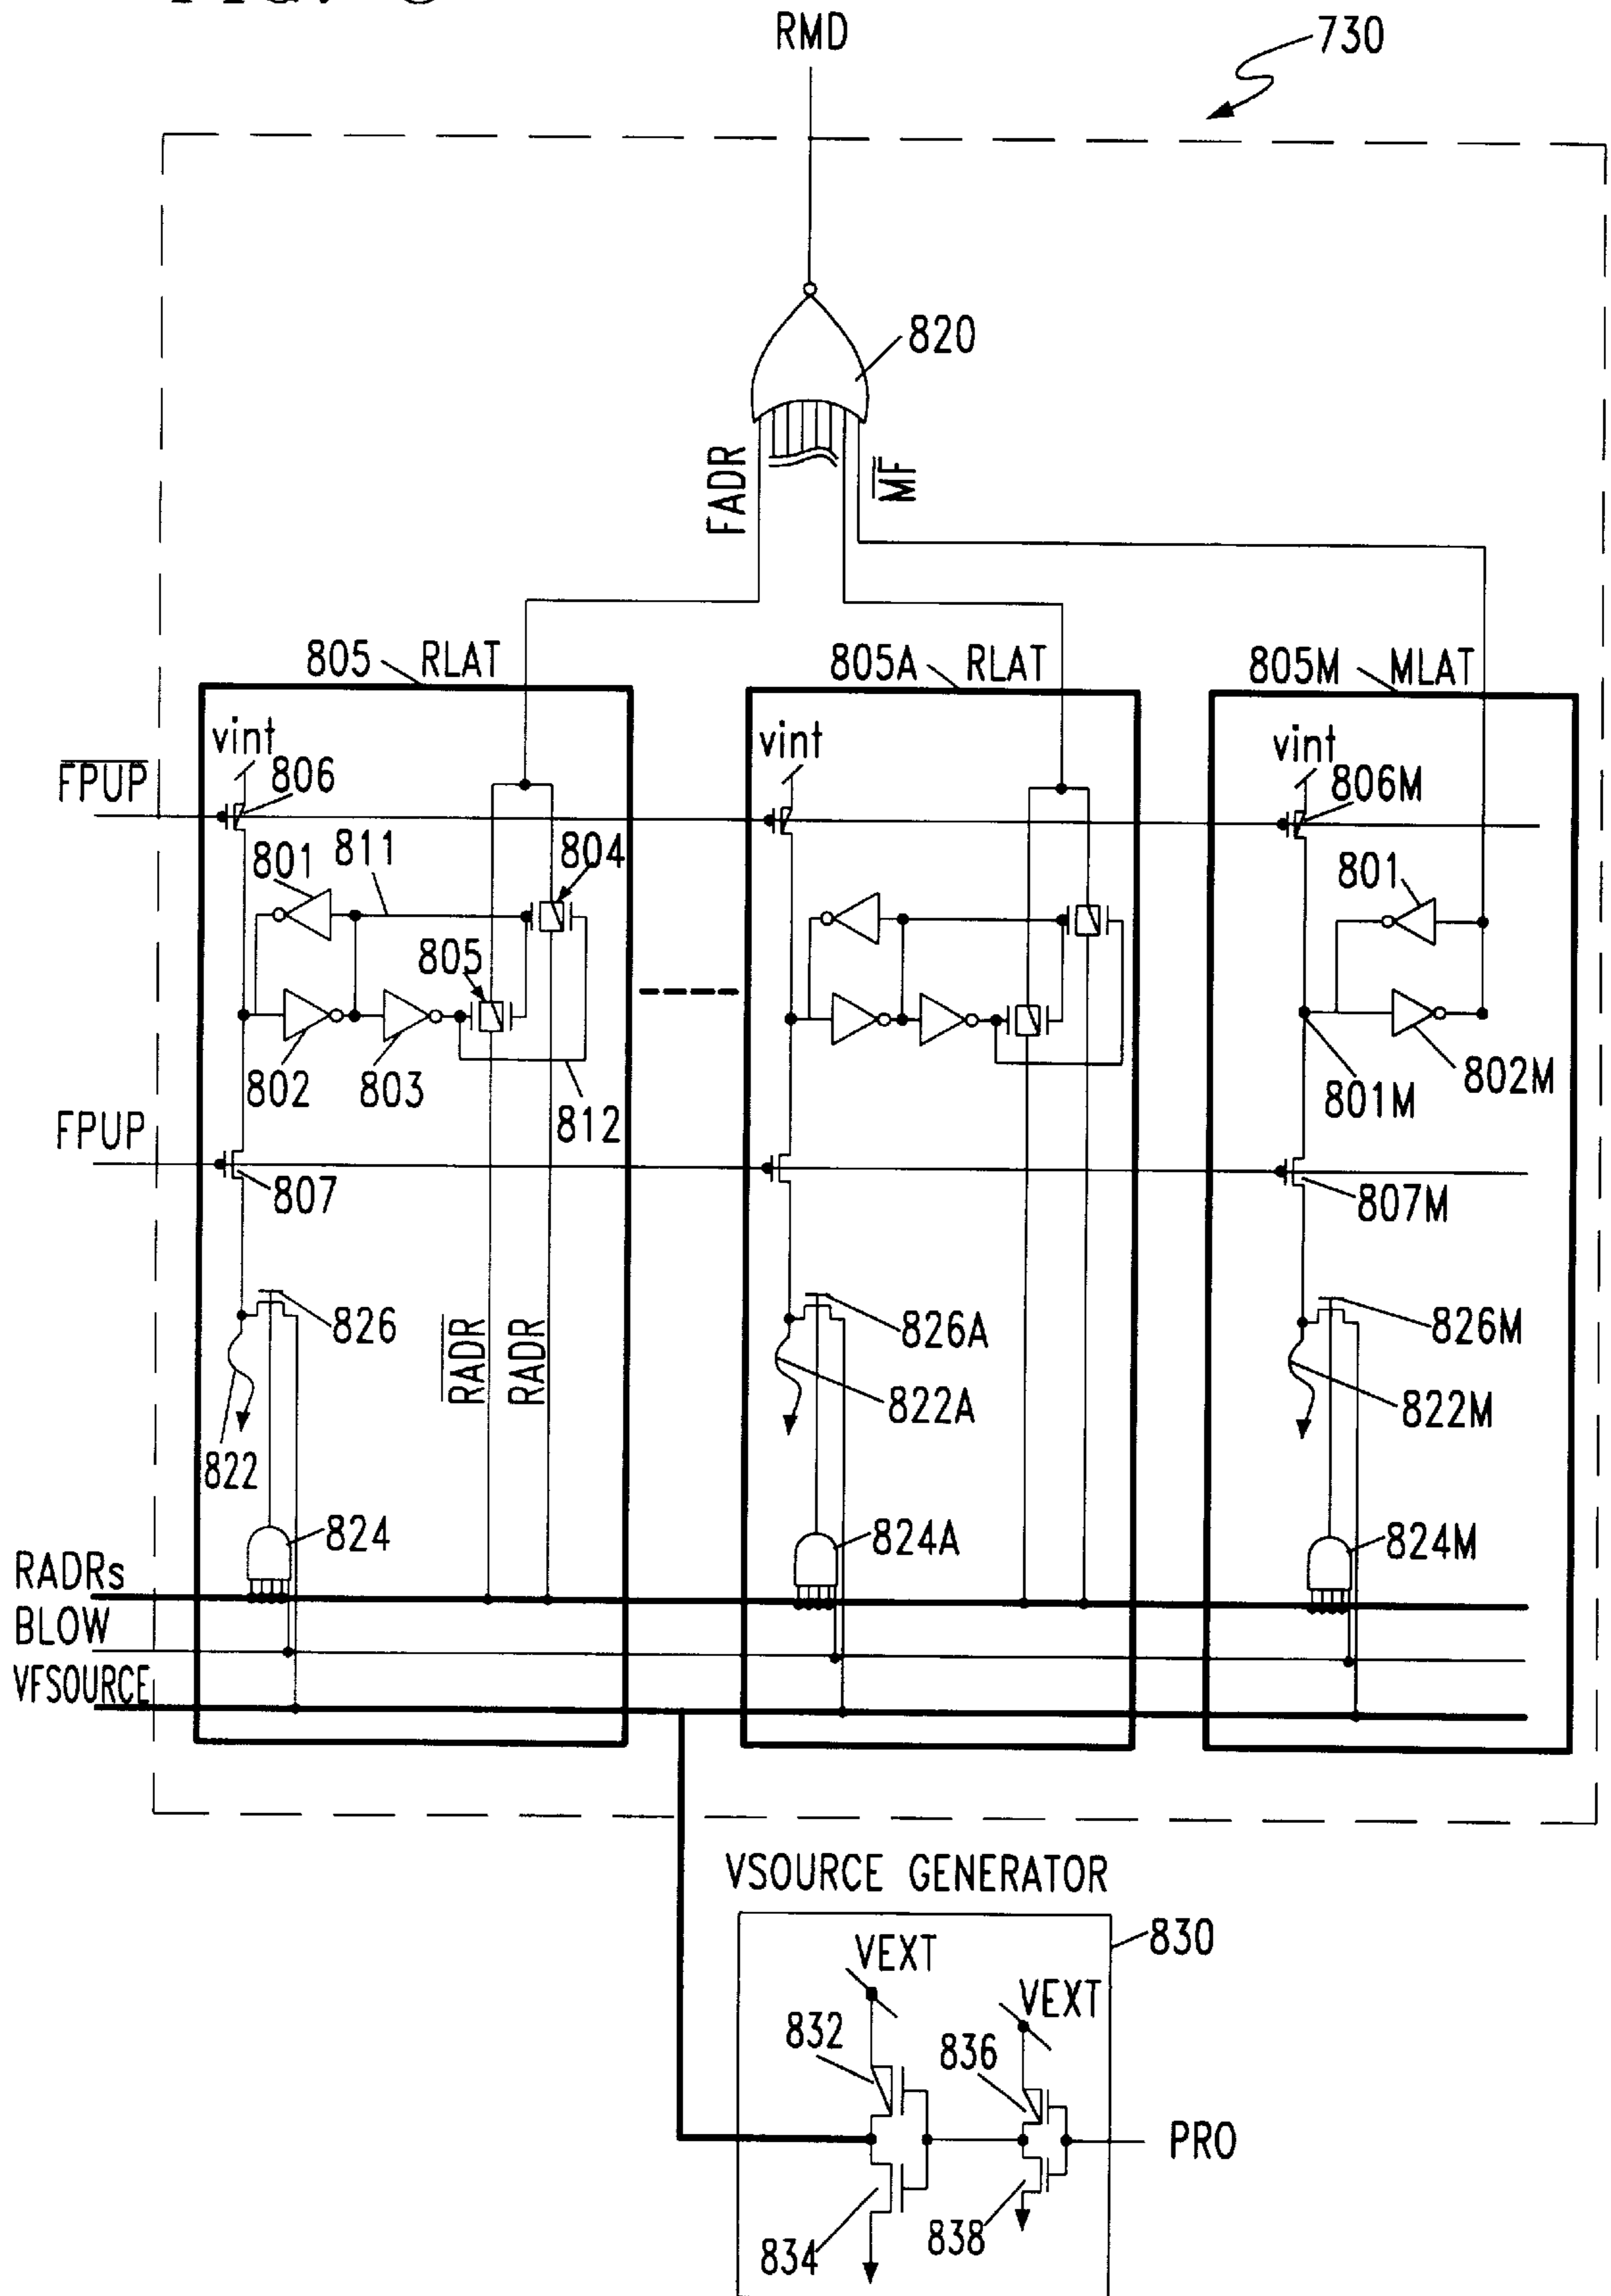 RMD
730
820
FADR
MF
805 RLAT
805A RLAT
805M MLAT
vint
vint
vint
FPUP
806
806M
801
811
804
801
805
802
803
812
801M
802M
FPUP
807
807M
826
826A
826M
RADR
RADR
822
822A
822M
824
824A
824M
RADRs
BLOW
VFSOURCE
VSOURCE GENERATOR
830
VEXT
VEXT
832
836
PRO
834
838